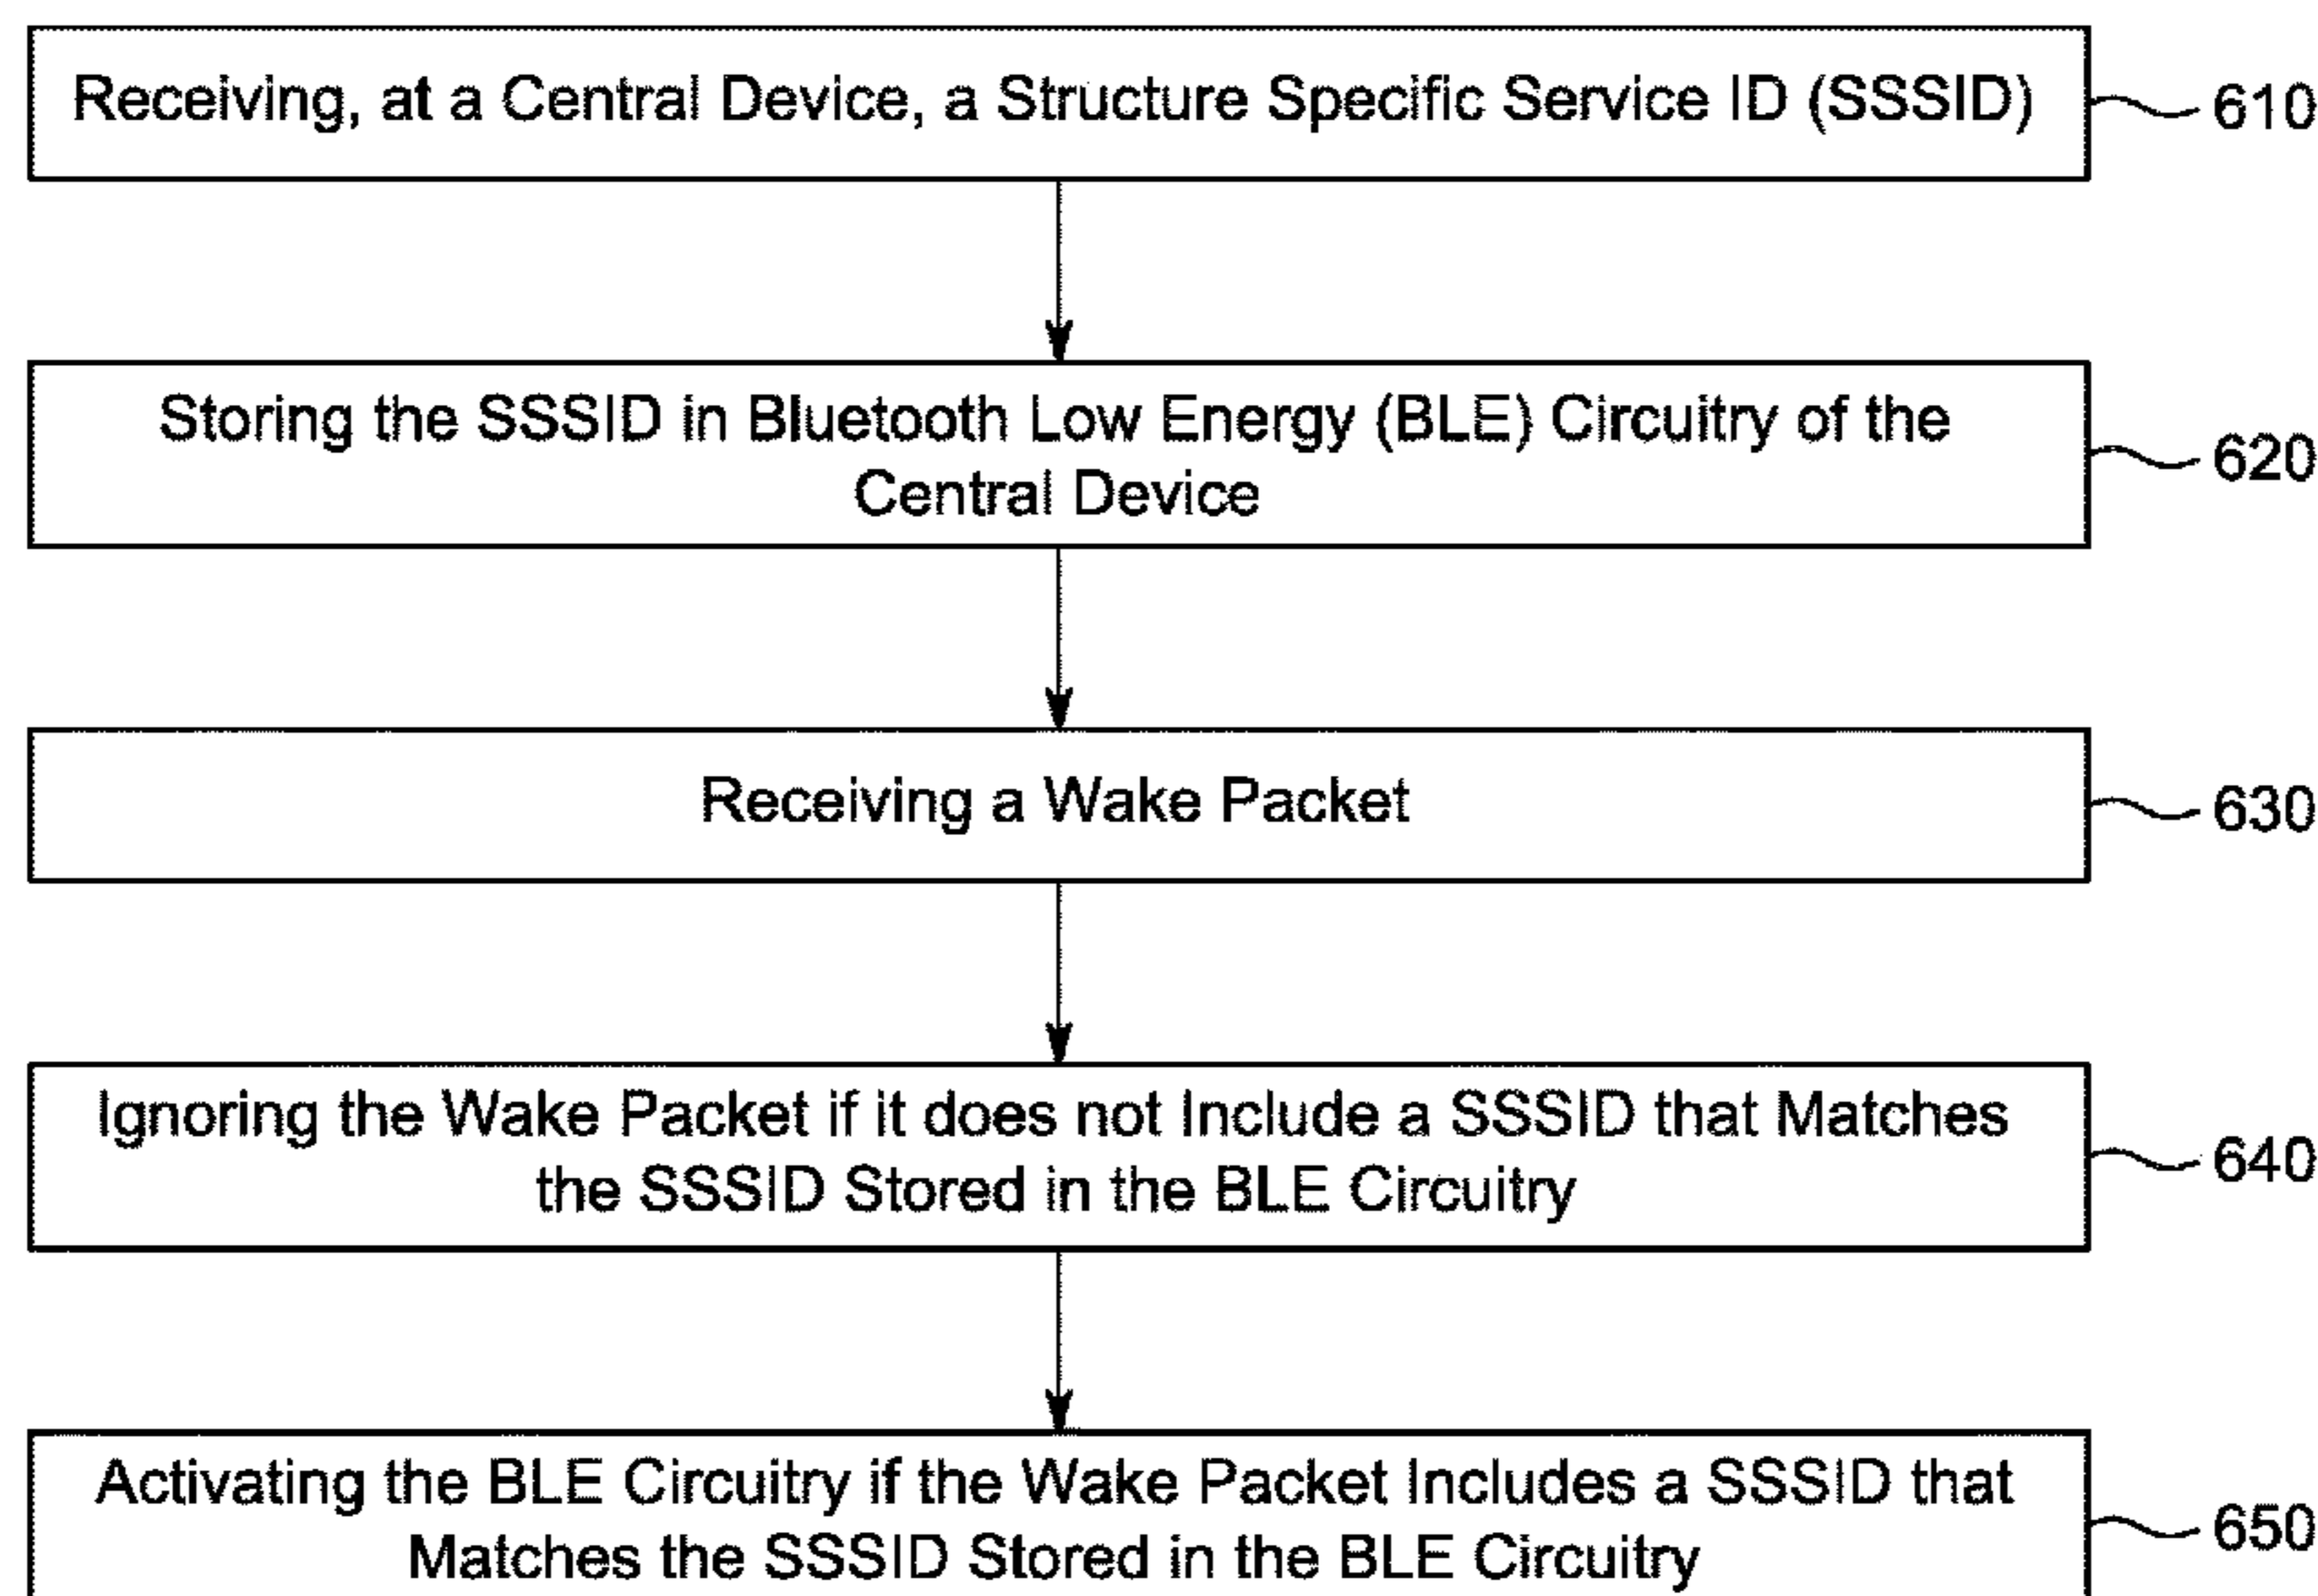 Receiving, at a Central Device, a Structure Specific Service ID (SSSID)
610
Storing the SSSID in Bluetooth Low Energy (BLE) Circuitry of the
Central Device
620
Receiving a Wake Packet
630
Ignoring the Wake Packet if it does not Include a SSSID that Matches
the SSSID Stored in the BLE Circuitry
640
Activating the BLE Circuitry if the Wake Packet Includes a SSSID that
Matches the SSSID Stored in the BLE Circuitry
650